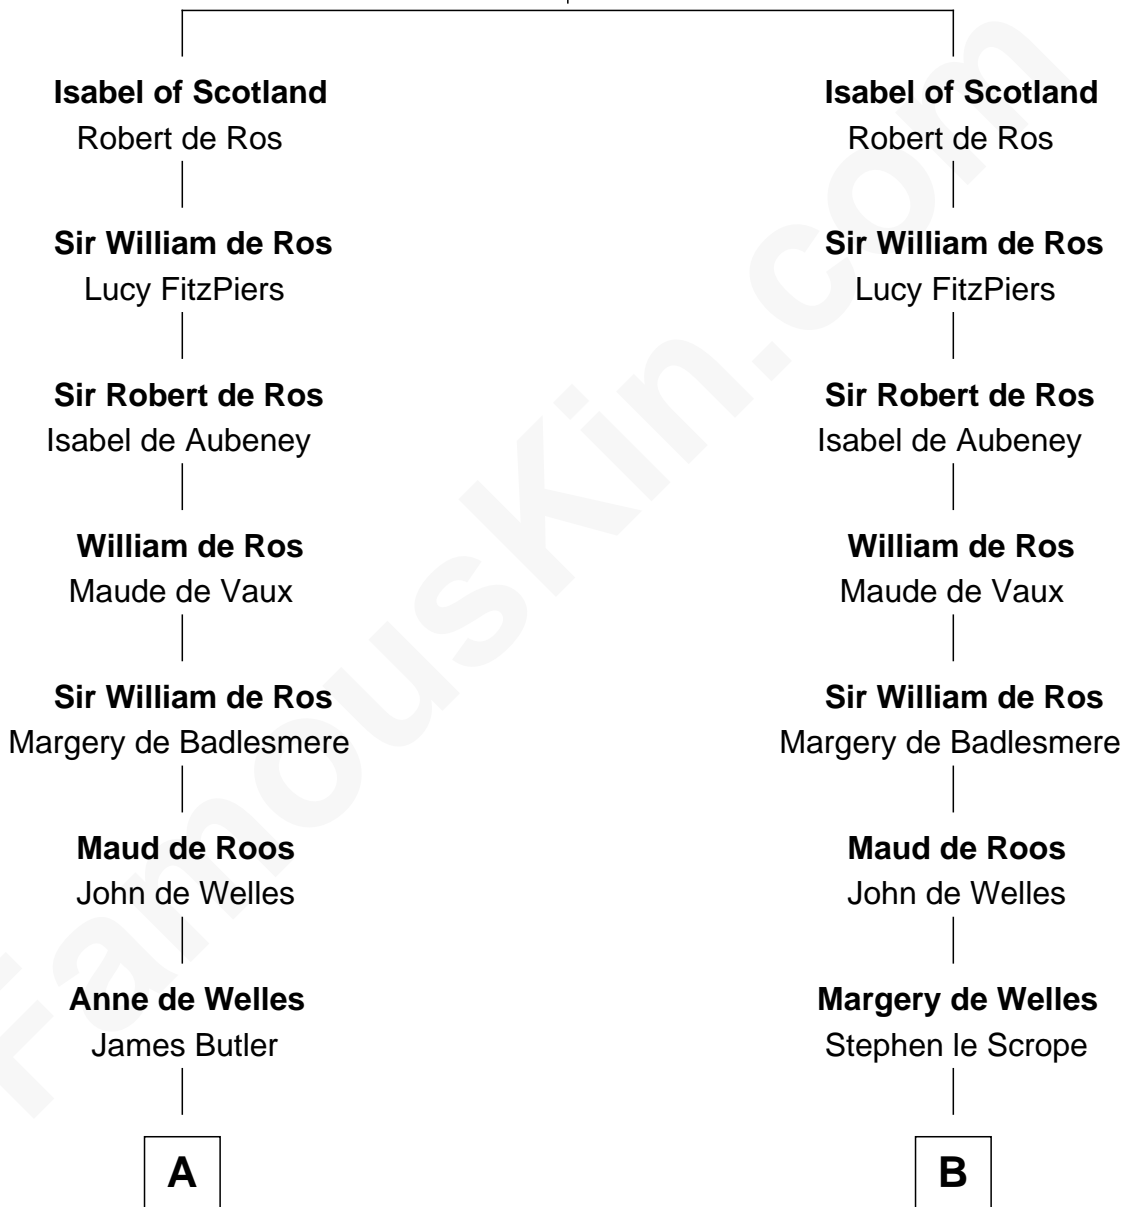 Isabel of Scotland
Robert de Ros
Sir William de Ros
Lucy FitzPiers
Sir Robert de Ros
Isabel de Aubeney
William de Ros
Maude de Vaux
Sir William de Ros
Margery de Badlesmere
Maud de Roos
John de Welles
Anne de Welles
James Butler
A
Isabel of Scotland
Robert de Ros
Sir William de Ros
Lucy FitzPiers
Sir Robert de Ros
Isabel de Aubeney
William de Ros
Maude de Vaux
Sir William de Ros
Margery de Badlesmere
Maud de Roos
John de Welles
Margery de Welles
Stephen le Scrope
B
FamousKin.com